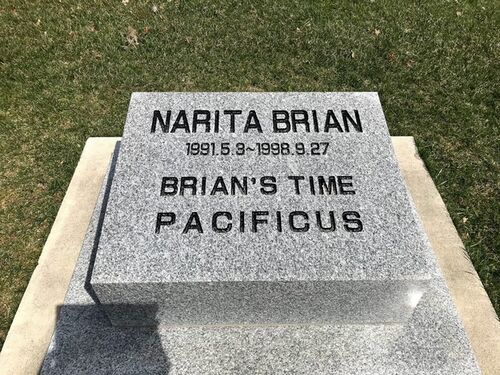 NARITA BRIAN
1991.5.3~1998.9.27
BRIAN'S TIME
PACIFICUS